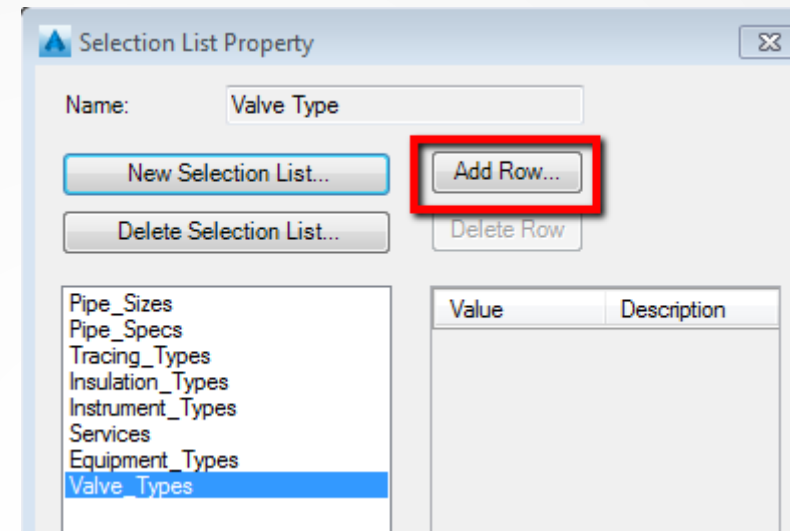 Selection List Property
Name: Valve Type
New Selection List... Add Row...
Delete Selection List... Delete Row
Pipe_Sizes
Pipe_Specs
Tracing_Types
Insulation_Types
Instrument_Types
Services
Equipment_Types
Valve_Types
Value Description